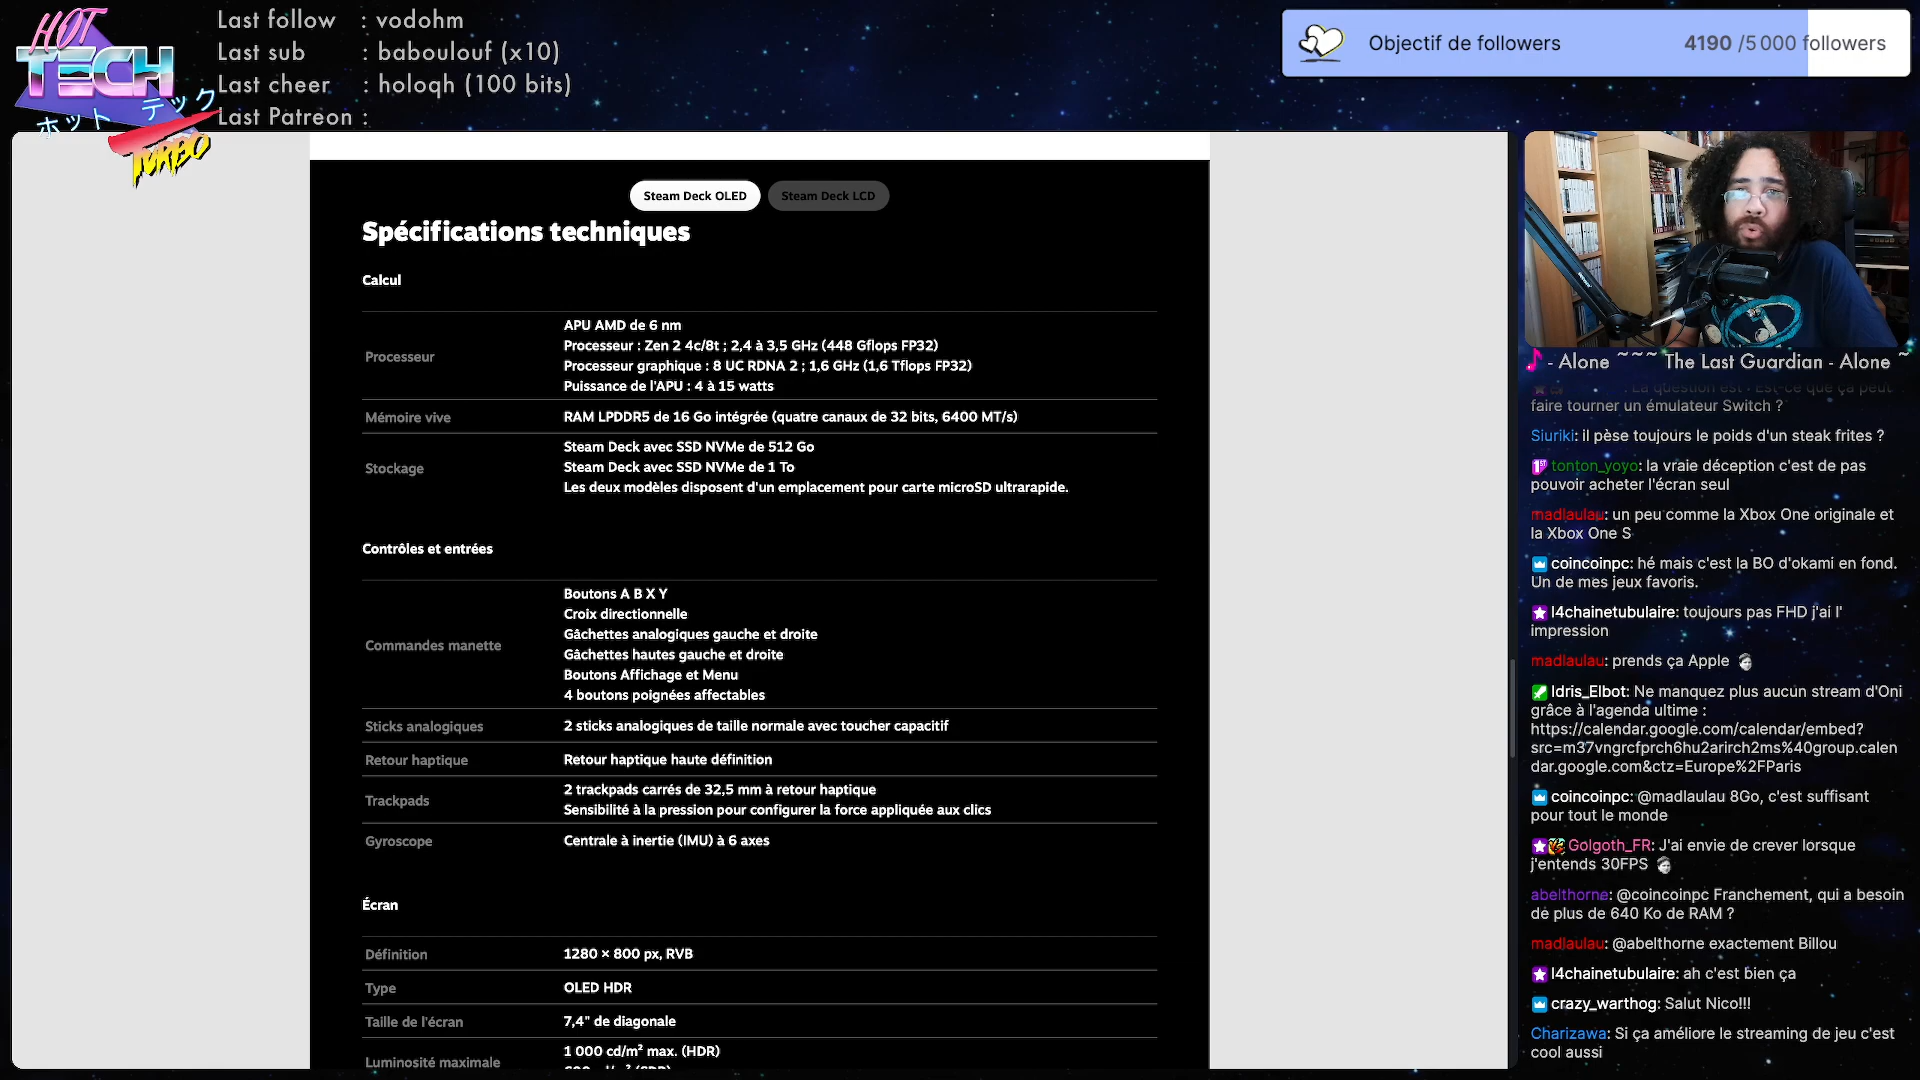 HOT
TECH
ホット テック
TURBO
Last follow : vodohm
Last sub : baboulouf (x10)
Last cheer : holoqh (100 bits)
Last Patreon :
Objectif de followers 4190 /5 000 followers
Steam Deck OLED Steam Deck LCD
Spécifications techniques
Calcul
Processeur
APU AMD de 6 nm
Processeur : Zen 2 4c/8t ; 2,4 à 3,5 GHz (448 Gflops FP32)
Processeur graphique : 8 UC RDNA 2 ; 1,6 GHz (1,6 Tflops FP32)
Puissance de l'APU : 4 à 15 watts
Mémoire vive RAM LPDDR5 de 16 Go intégrée (quatre canaux de 32 bits, 6400 MT/s)
Stockage
Steam Deck avec SSD NVMe de 512 Go
Steam Deck avec SSD NVMe de 1 To
Les deux modèles disposent d'un emplacement pour carte microSD ultrarapide.
Contrôles et entrées
Commandes manette
Boutons A B X Y
Croix directionnelle
Gâchettes analogiques gauche et droite
Gâchettes hautes gauche et droite
Boutons Affichage et Menu
4 boutons poignées affectables
Sticks analogiques 2 sticks analogiques de taille normale avec toucher capacitif
Retour haptique Retour haptique haute définition
Trackpads
2 trackpads carrés de 32,5 mm à retour haptique
Sensibilité à la pression pour configurer la force appliquée aux clics
Gyroscope Centrale à inertie (IMU) à 6 axes
Écran
Définition 1280 × 800 px, RVB
Type OLED HDR
Taille de l'écran 7,4" de diagonale
Luminosité maximale
1 000 cd/m² max. (HDR)
- Alone ~~~ The Last Guardian - Alone ~
La question est : Est-ce que ça peut
faire tourner un émulateur Switch ?
Siuriki: il pèse toujours le poids d'un steak frites ?
tonton_yoyo: la vraie déception c'est de pas
pouvoir acheter l'écran seul
madlaulau: un peu comme la Xbox One originale et
la Xbox One S
coincoinpc: hé mais c'est la BO d'okami en fond.
Un de mes jeux favoris.
l4chainetubulaire: toujours pas FHD j'ai l'
impression
madlaulau: prends ça Apple
Idris_Elbot: Ne manquez plus aucun stream d'Oni
grâce à l'agenda ultime :
https://calendar.google.com/calendar/embed?
src=m37vngrcfprch6hu2arirch2ms%40group.calen
dar.google.com&ctz=Europe%2FParis
coincoinpc: @madlaulau 8Go, c'est suffisant
pour tout le monde
Golgoth_FR: J'ai envie de crever lorsque
j'entends 30FPS
abelthorne: @coincoinpc Franchement, qui a besoin
de plus de 640 Ko de RAM ?
madlaulau: @abelthorne exactement Billou
l4chainetubulaire: ah c'est bien ça
crazy_warthog: Salut Nico!!!
Charizawa: Si ça améliore le streaming de jeu c'est
cool aussi